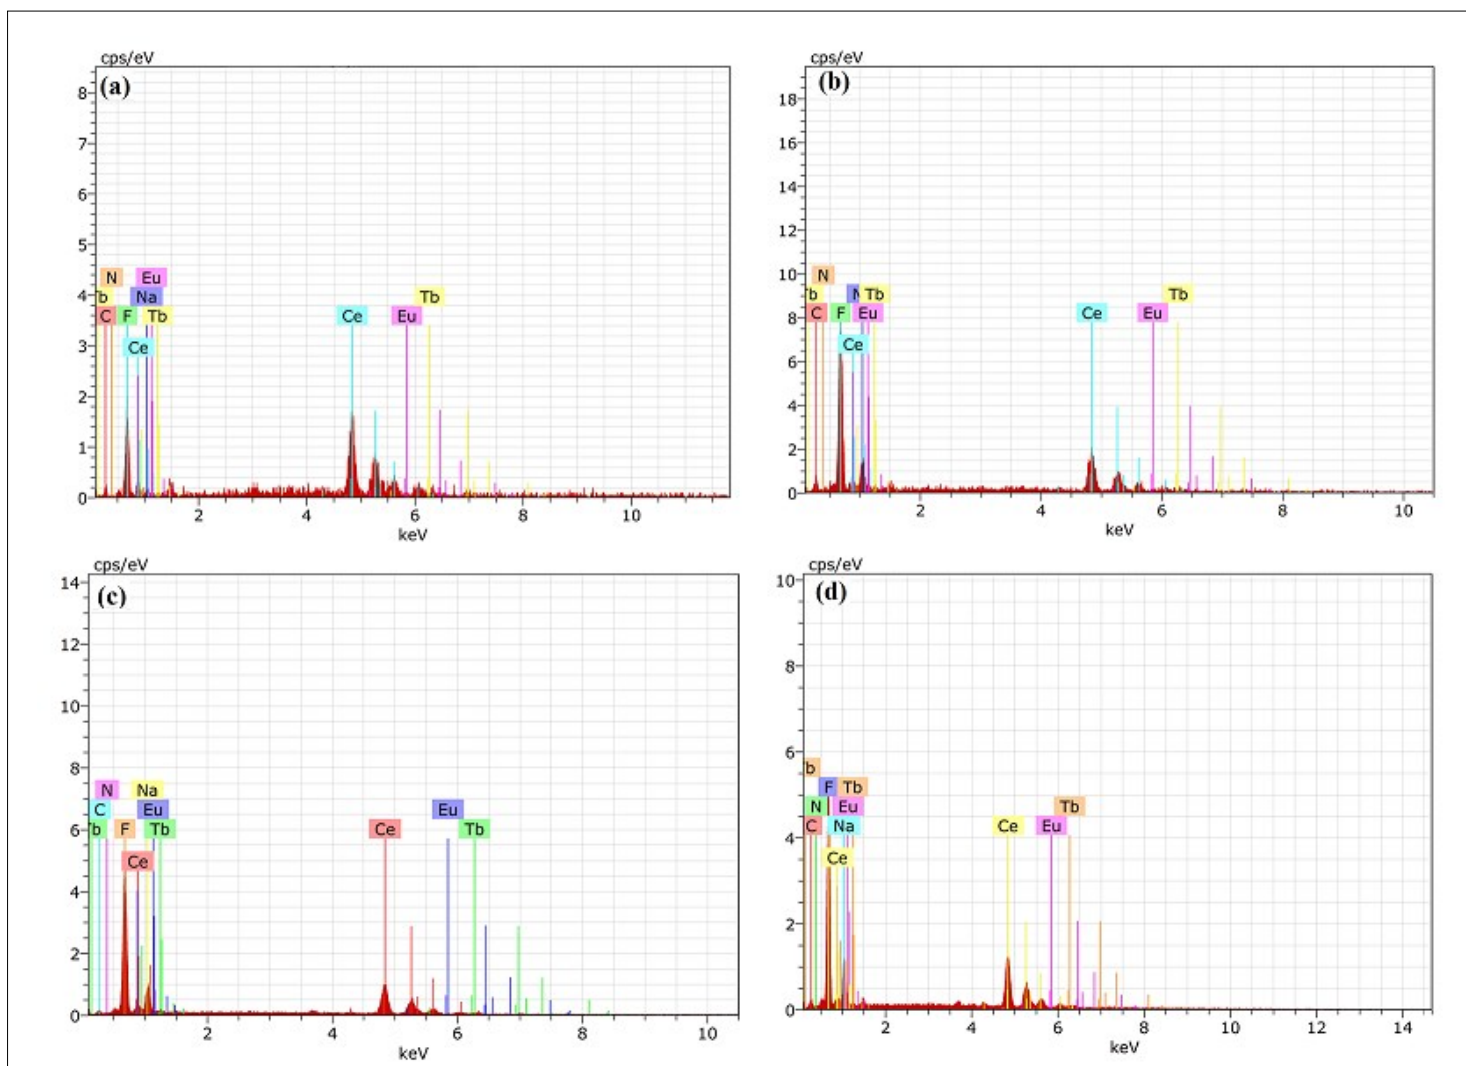 cps/eV
(a)
8
7
6
5
4
3
2
1
0
N Eu
Na Tb
C F Tb Ce Eu
Ce
2 4 6 8 10
keV
cps/eV
(b)
18
16
14
12
10
8
6
4
2
0
N
Tb Tb
C F Eu Ce Eu
Ce
2 4 6 8 10
keV
cps/eV
(c)
14
12
10
8
6
4
2
0
N Na
C Eu Eu
F Tb Ce Tb
Ce
2 4 6 8 10
keV
cps/eV
(d)
10
8
6
4
2
0
F Tb
N Eu Tb
C Na Ce Eu
Ce
2 4 6 8 10 12 14
keV